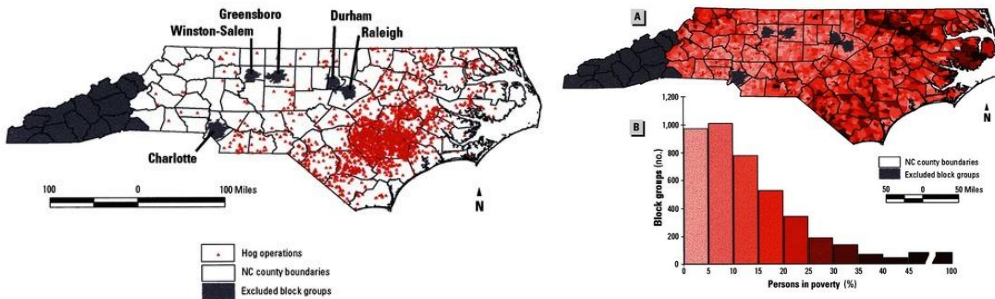 Greensboro
Winston-Salem
Durham
Raleigh
Charlotte
100 0 100 Miles
N
Hog operations
NC county boundaries
Excluded block groups
A
N
B
NC county boundaries
Excluded block groups
50 0 50 Miles
Block groups (no.)
1,200
1,000
800
600
400
200
0
0 5 10 15 20 25 30 35 40 45 100
Persons in poverty (%)